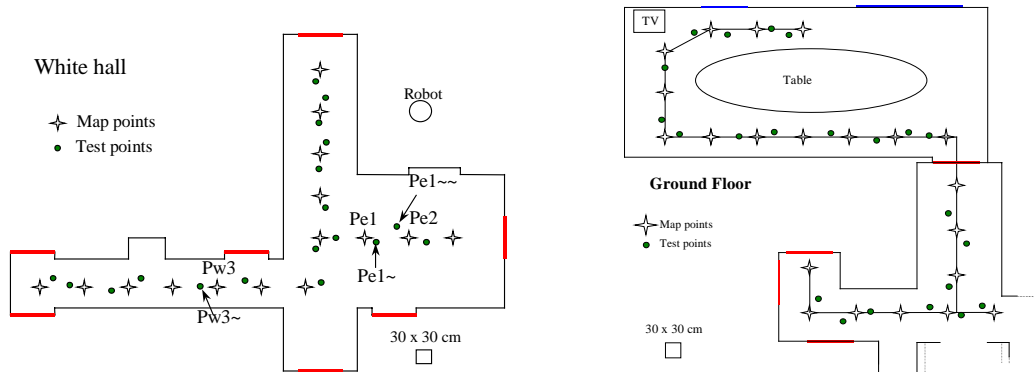 White hall
Map points
Test points
Robot
Pe1~~
Pe1
Pe2
Pe1~
Pw3
Pw3~
30 x 30 cm
TV
Table
Ground Floor
Map points
Test points
30 x 30 cm